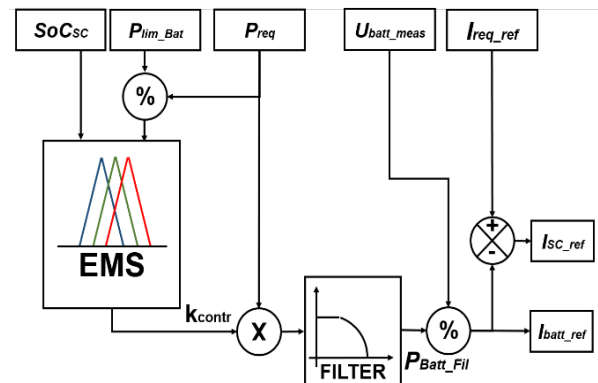 SoCSC
Plim_Bat
Preq
Ubatt_meas
Ireq_ref
%
+
-
ISC_ref
EMS
kcontr
X
%
Ibatt_ref
PBatt_Fil
FILTER